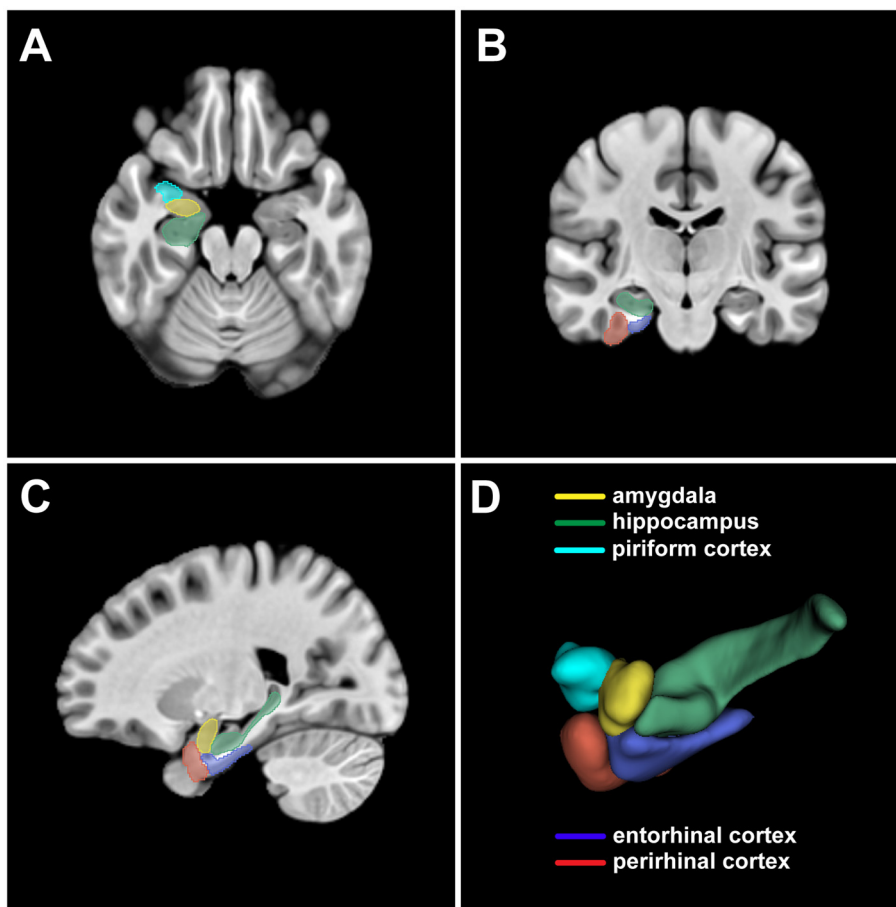 A
B
C
D
amygdala
hippocampus
piriform cortex
entorhinal cortex
perirhinal cortex